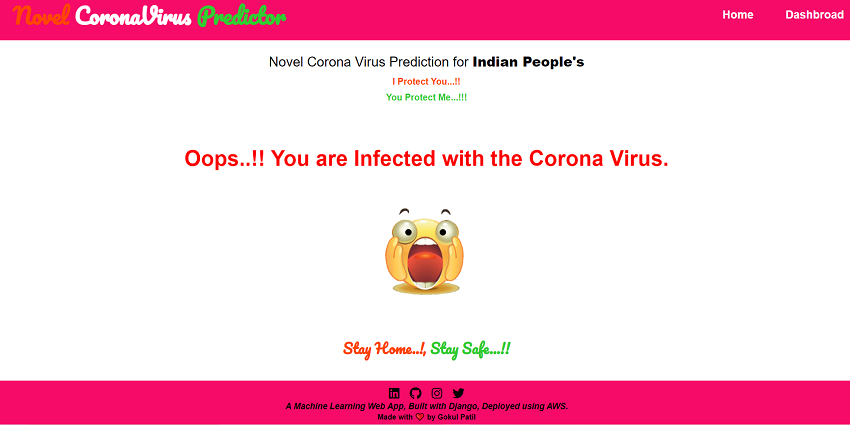 Novel CoronaVirus Predictor
Home
Dashbroad
Novel Corona Virus Prediction for Indian People's
I Protect You...!!
You Protect Me...!!!
Oops..!! You are Infected with the Corona Virus.
Stay Home..!, Stay Safe...!!
A Machine Learning Web App, Built with Django, Deployed using AWS.
Made with ♡ by Gokul Patil